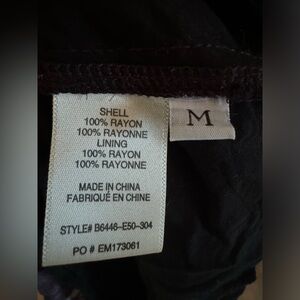 SHELL
100% RAYON
100% RAYONNE
LINING
100% RAYON
100% RAYONNE
MADE IN CHINA
FABRIQUÉ EN CHINE
STYLE# B6446-E50-304
PO # EM173061
M